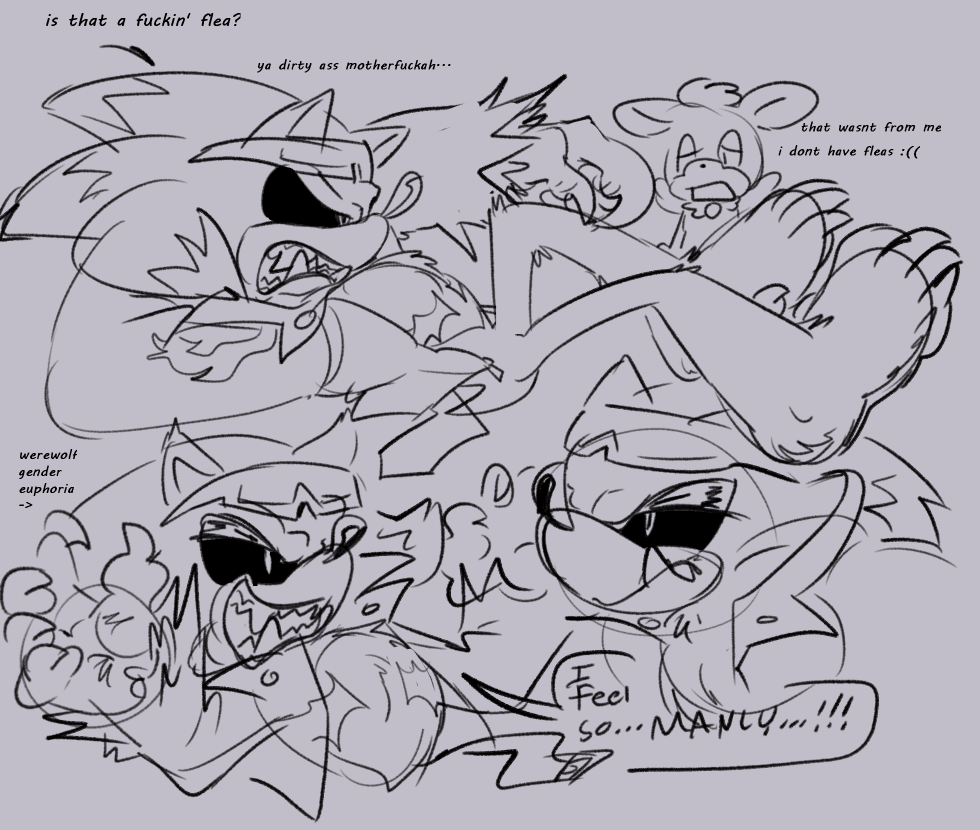 is that a fuckin' flea?
ya dirty ass motherfuckah...
that wasnt from me
i dont have fleas :((
werewolf
gender
euphoria
->
I
Feel
so...MANLY...!!!